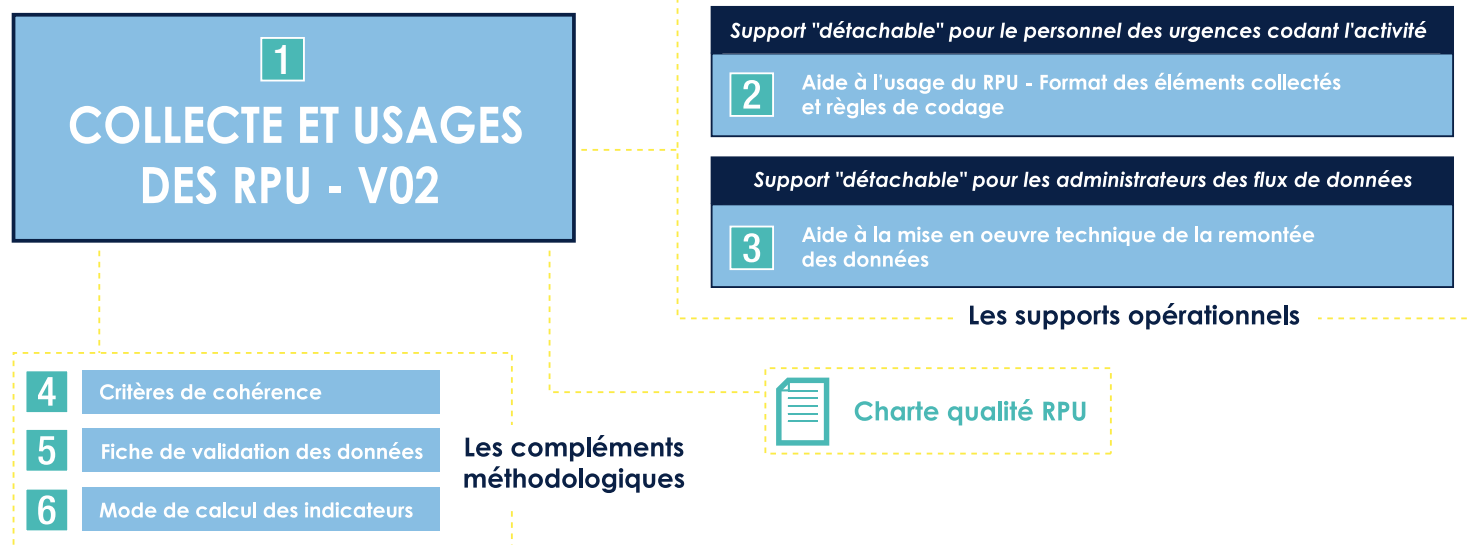 1
COLLECTE ET USAGES
DES RPU - V02
Support "détachable" pour le personnel des urgences codant l'activité
2
Aide à l'usage du RPU - Format des éléments collectés
et règles de codage
Support "détachable" pour les administrateurs des flux de données
3
Aide à la mise en oeuvre technique de la remontée
des données
Les supports opérationnels
4
Critères de cohérence
5
Fiche de validation des données
6
Mode de calcul des indicateurs
Les compléments
méthodologiques
Charte qualité RPU